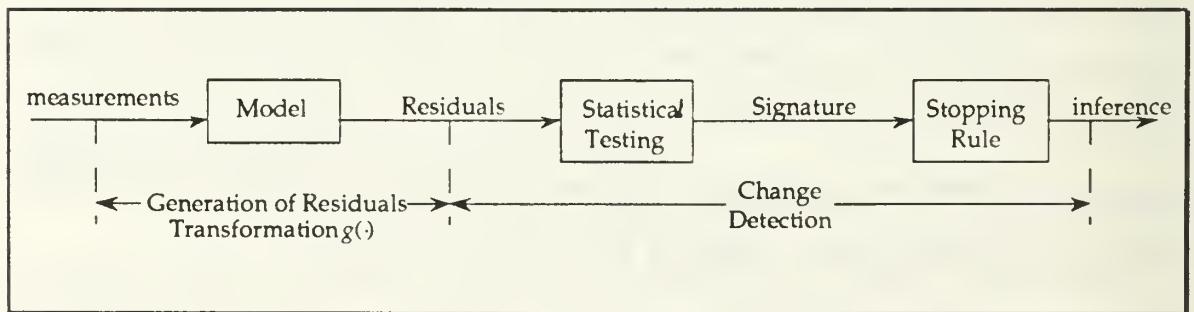 measurements
Model
Residuals
Statistical
Testing
Signature
Stopping
Rule
inference
Generation of Residuals
Transformation g(·)
Change
Detection